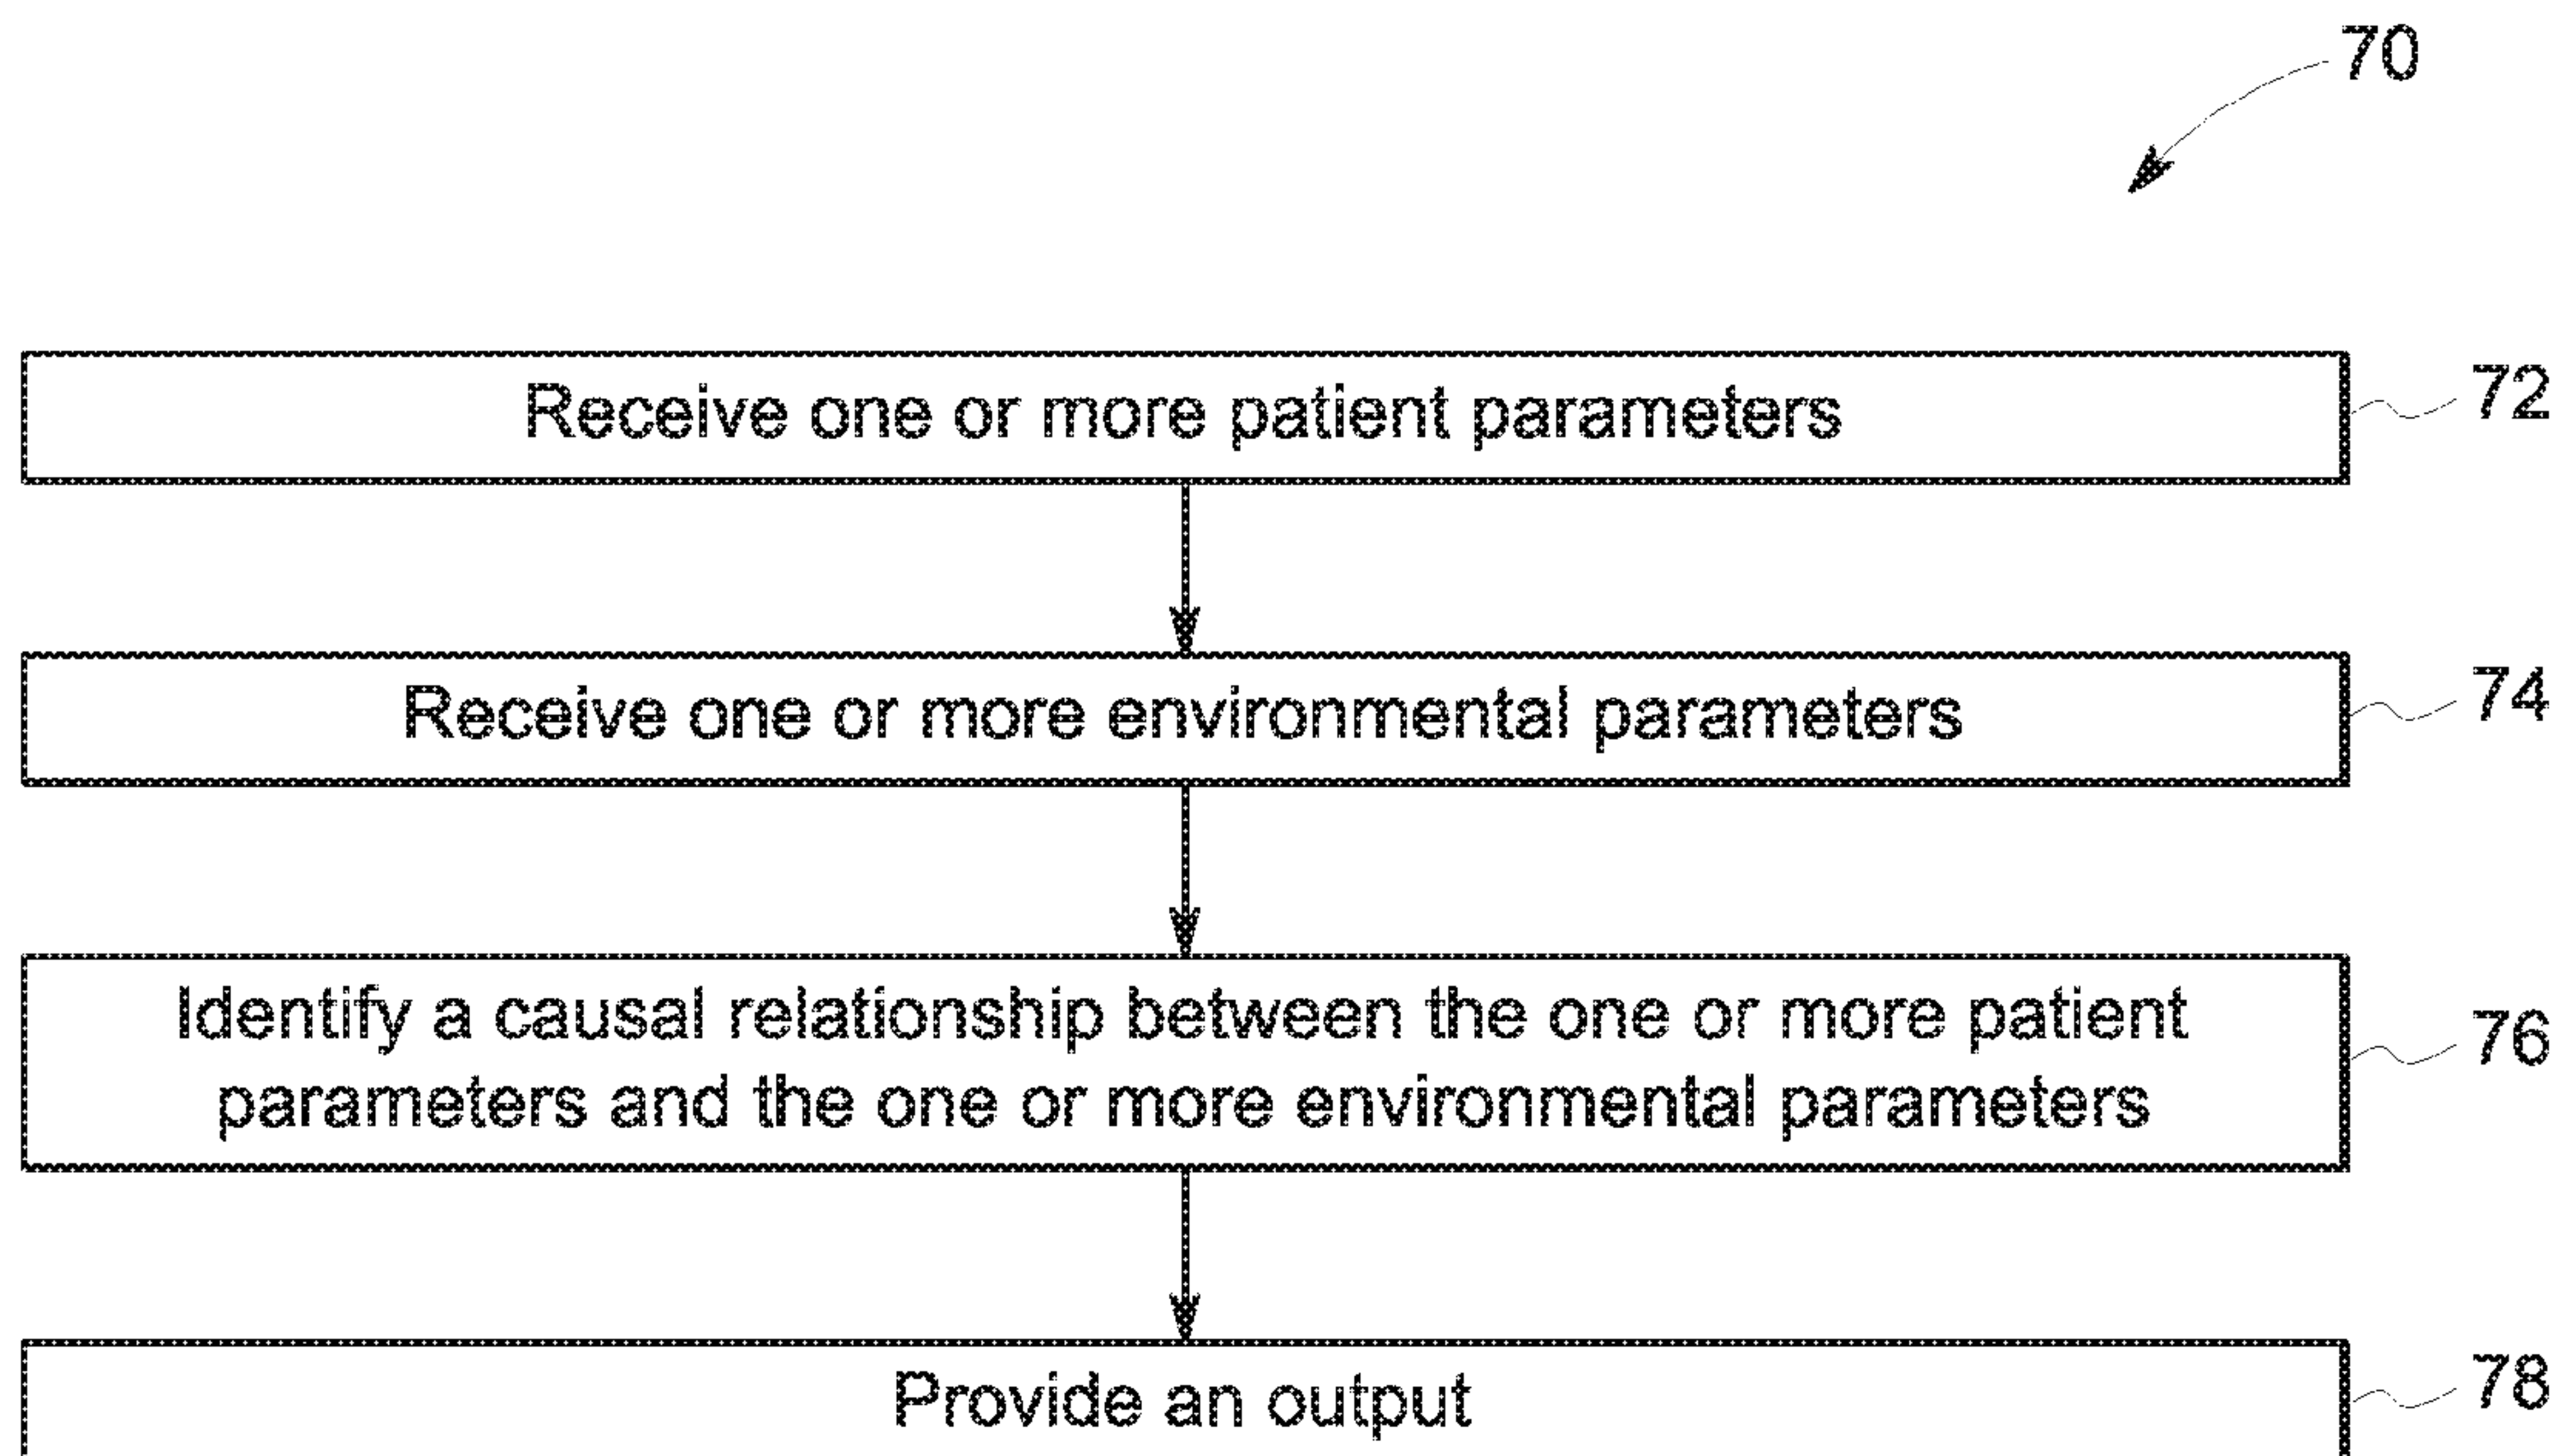 70
Receive one or more patient parameters
72
Receive one or more environmental parameters
74
Identify a causal relationship between the one or more patient
parameters and the one or more environmental parameters
76
Provide an output
78